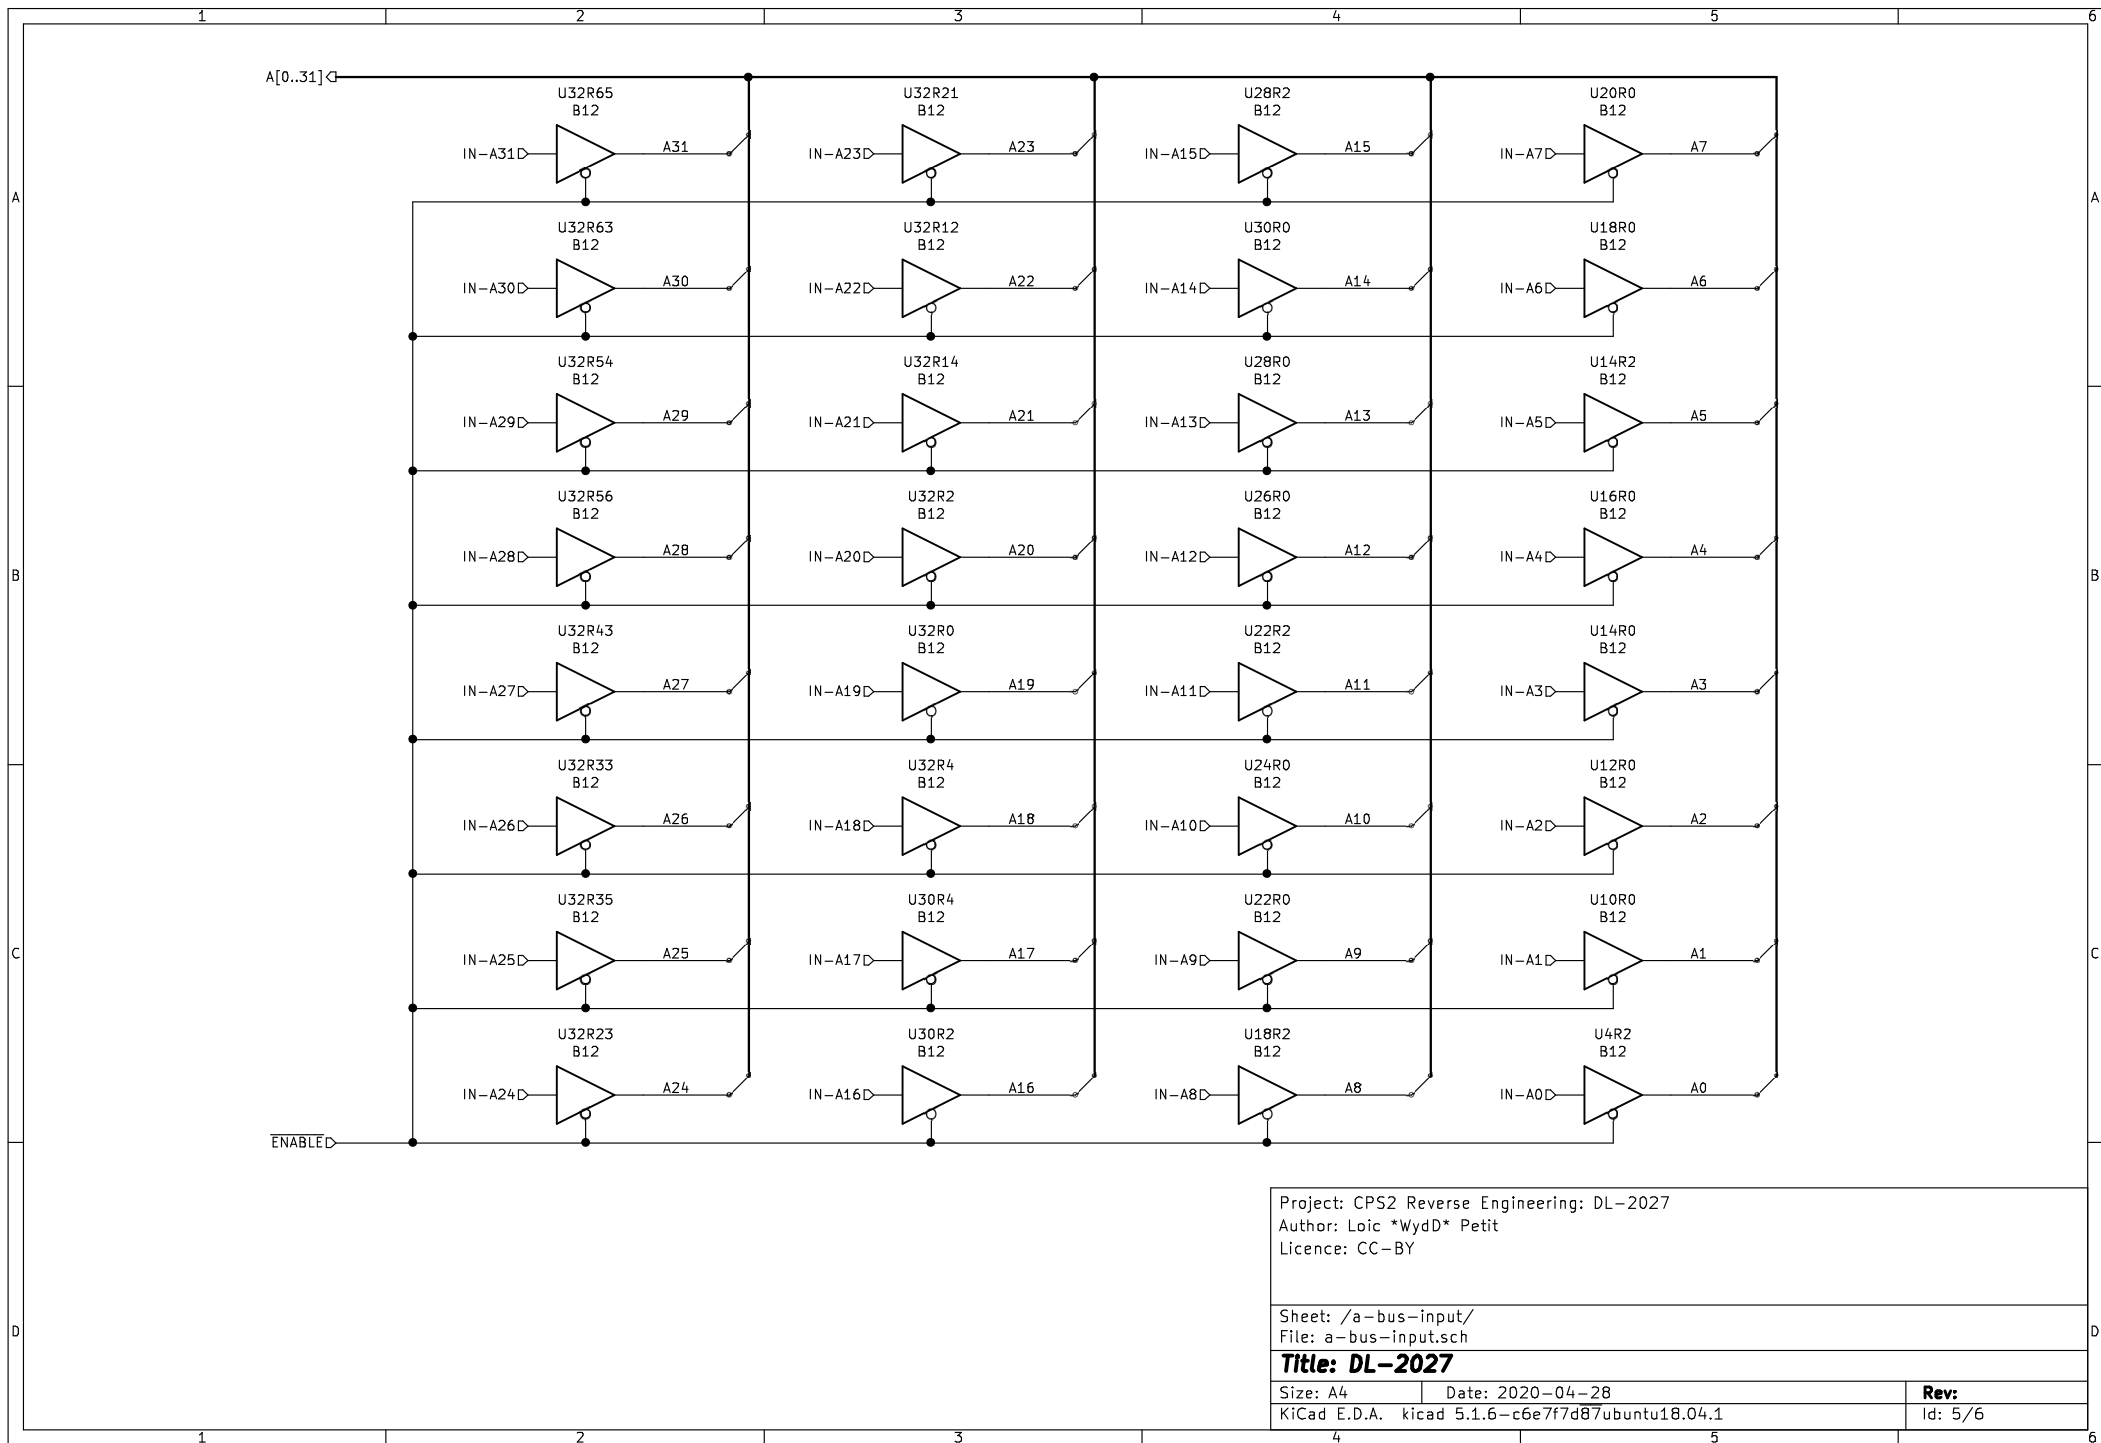 1 2 3 4 5 6
A[0..31]
U32R65 U32R21 U28R2 U20R0
B12 B12 B12 B12
IN-A31 A31 IN-A23 A23 IN-A15 A15 IN-A7 A7
A A
U32R63 U32R12 U30R0 U18R0
B12 B12 B12 B12
IN-A30 A30 IN-A22 A22 IN-A14 A14 IN-A6 A6
U32R54 U32R14 U28R0 U14R2
B12 B12 B12 B12
IN-A29 A29 IN-A21 A21 IN-A13 A13 IN-A5 A5
U32R56 U32R2 U26R0 U16R0
B12 B12 B12 B12
IN-A28 A28 IN-A20 A20 IN-A12 A12 IN-A4 A4
B B
U32R43 U32R0 U22R2 U14R0
B12 B12 B12 B12
IN-A27 A27 IN-A19 A19 IN-A11 A11 IN-A3 A3
U32R33 U32R4 U24R0 U12R0
B12 B12 B12 B12
IN-A26 A26 IN-A18 A18 IN-A10 A10 IN-A2 A2
U32R35 U30R4 U22R0 U10R0
B12 B12 B12 B12
C IN-A25 A25 IN-A17 A17 IN-A9 A9 IN-A1 A1 C
U32R23 U30R2 U18R2 U4R2
B12 B12 B12 B12
IN-A24 A24 IN-A16 A16 IN-A8 A8 IN-A0 A0
ENABLE
Project: CPS2 Reverse Engineering: DL-2027
Author: Loic *WydD* Petit
Licence: CC-BY
Sheet: /a-bus-input/
D D
File: a-bus-input.sch
Title: DL-2027
Size: A4 Date: 2020-04-28 Rev:
KiCad E.D.A. kicad 5.1.6-c6e7f7d87ubuntu18.04.1 Id: 5/6
1 2 3 4 5 6